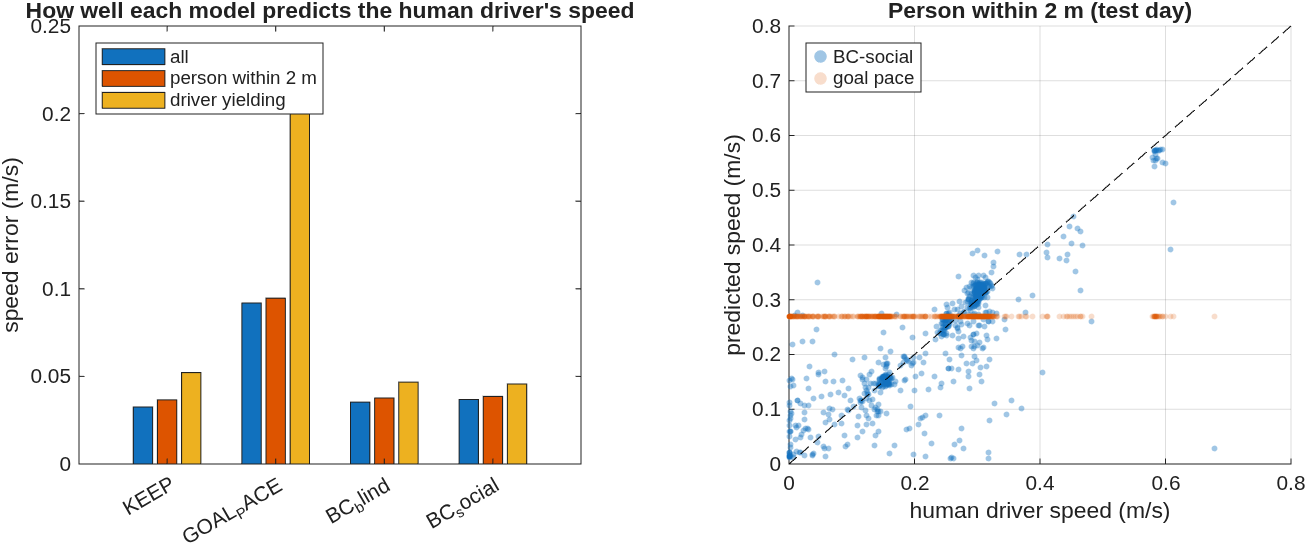 How well each model predicts the human driver's speed
0.25
0.2
0.15
0.1
0.05
0
speed error (m/s)
all
person within 2 m
driver yielding
KEEP
GOAL_PACE
BC_blind
BC_social
Person within 2 m (test day)
0.8
0.7
0.6
0.5
0.4
0.3
0.2
0.1
0
predicted speed (m/s)
BC-social
goal pace
0 0.2 0.4 0.6 0.8
human driver speed (m/s)